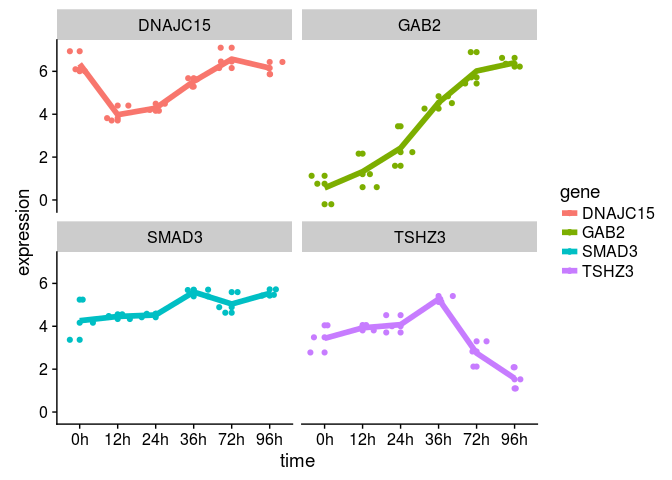 DNAJC15
GAB2
6
4
2
0
SMAD3
TSHZ3
6
4
2
0
0h 12h 24h 36h 72h 96h
0h 12h 24h 36h 72h 96h
time
expression
gene
DNAJC15
GAB2
SMAD3
TSHZ3